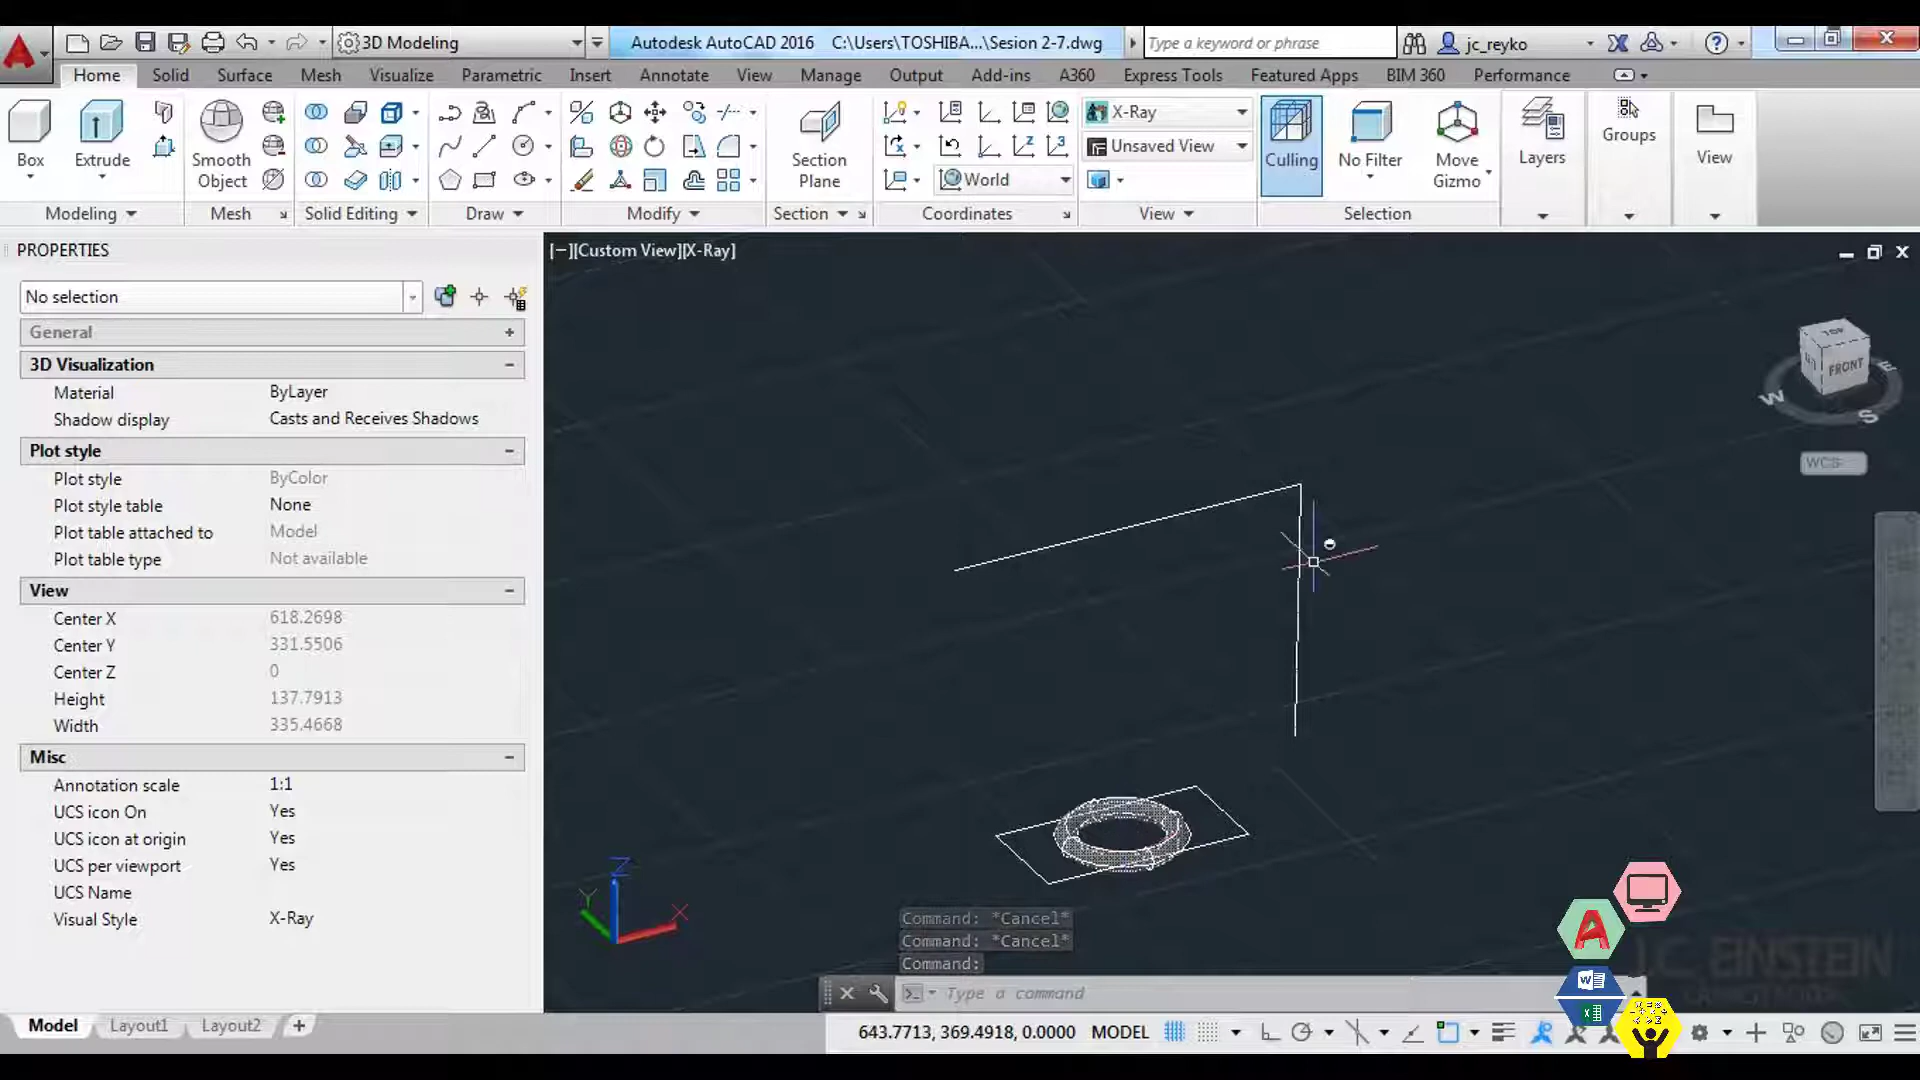 3D Modeling
Autodesk AutoCAD 2016 C:\Users\TOSHIBA...\Sesion 2-7.dwg
Type a keyword or phrase
jc_reyko
Home Solid Surface Mesh Visualize Parametric Insert Annotate View Manage Output Add-ins A360 Express Tools Featured Apps BIM 360 Performance
Box
Extrude
Smooth
Object
Section
Plane
X-Ray
Unsaved View
World
Culling
No Filter
Move
Gizmo
Layers
Groups
View
Modeling Mesh Solid Editing Draw Modify Section Coordinates View Selection
PROPERTIES
No selection
General
3D Visualization
Material ByLayer
Shadow display Casts and Receives Shadows
Plot style
Plot style ByColor
Plot style table None
Plot table attached to Model
Plot table type Not available
View
Center X 618.2698
Center Y 331.5506
Center Z 0
Height 137.7913
Width 335.4668
Misc
Annotation scale 1:1
UCS icon On Yes
UCS icon at origin Yes
UCS per viewport Yes
UCS Name
Visual Style X-Ray
[−][Custom View][X-Ray]
TOP
FRONT
W
S
E
WCS
Z
Y
X
Command: *Cancel*
Command: *Cancel*
Command:
Type a command
J.C. EINSTEIN
Model Layout1 Layout2 +
643.7713, 369.4918, 0.0000 MODEL